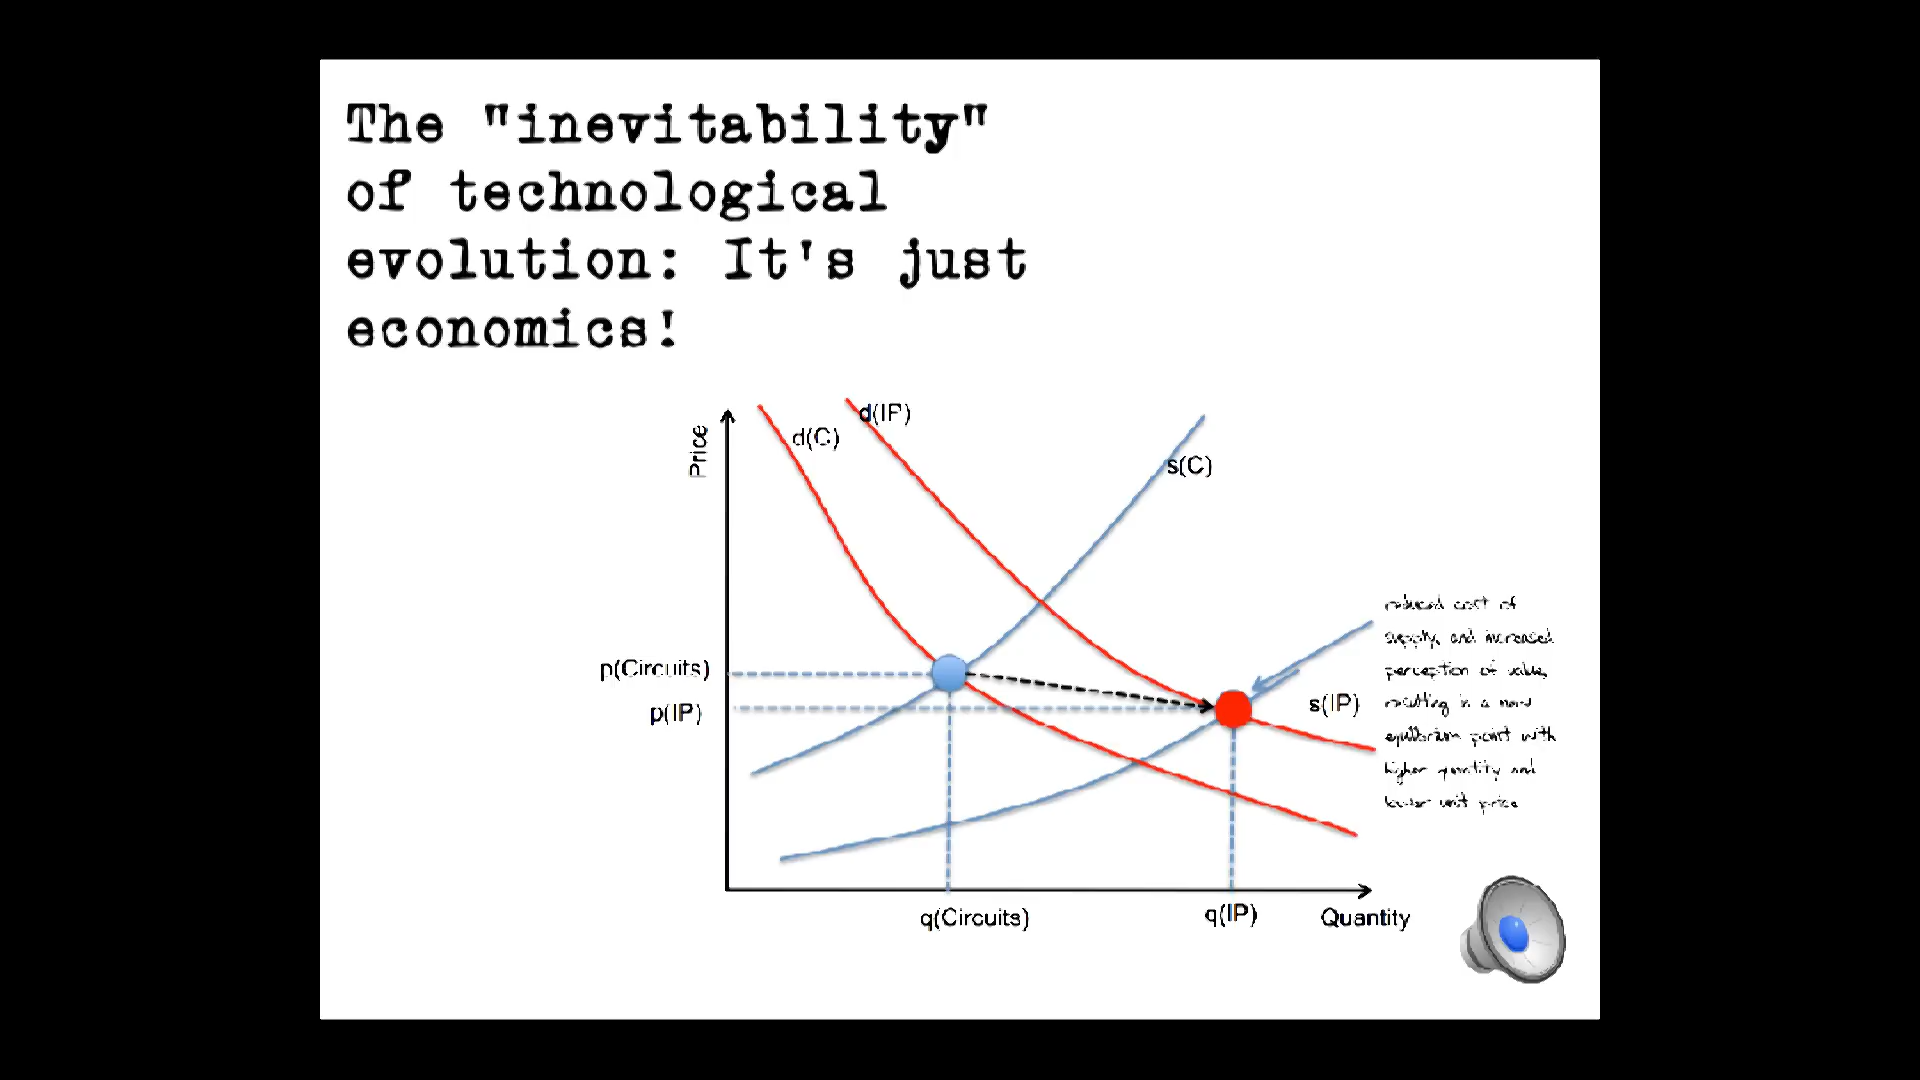 The "inevitability"
of technological
evolution: It's just
economics!
d(IP)
d(C)
Price
s(C)
reduced cost of
supply, and increased
p(Circuits)
perception of value,
s(IP)
resulting in a new
p(IP)
equilibrium point with
higher quantity and
lower unit price
q(Circuits)
q(IP)
Quantity